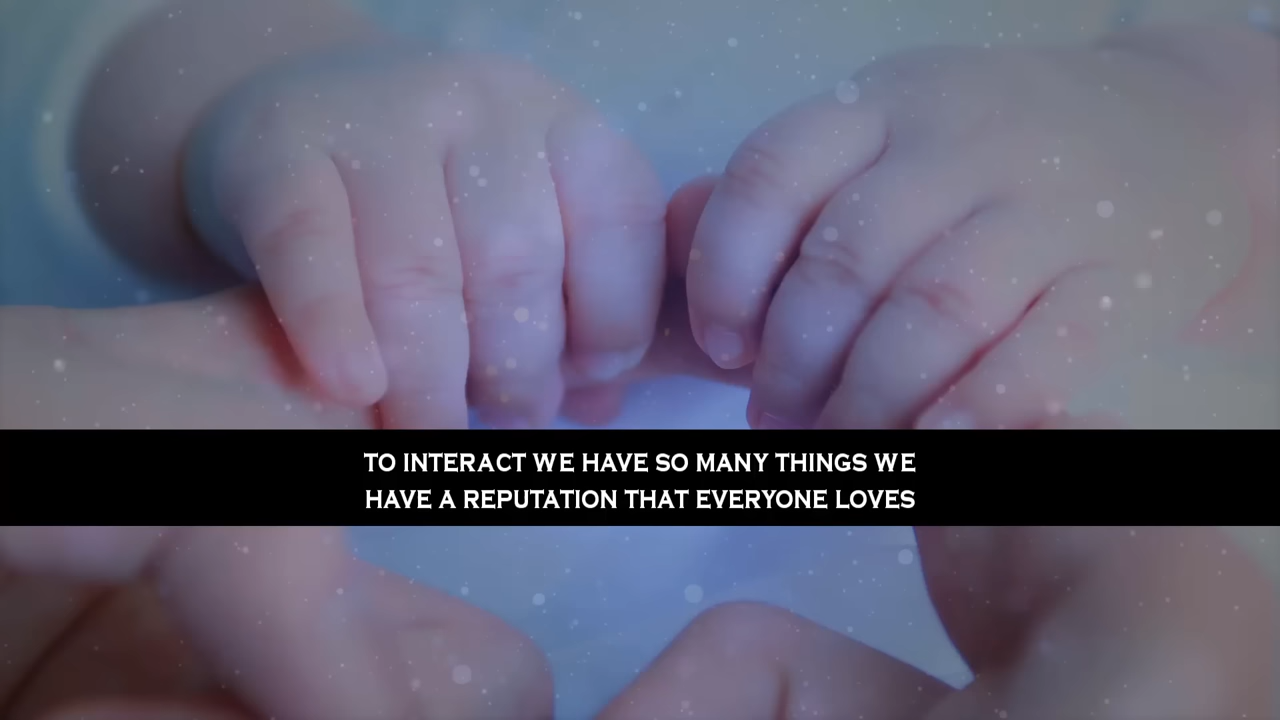 TO INTERACT WE HAVE SO MANY THINGS WE
HAVE A REPUTATION THAT EVERYONE LOVES